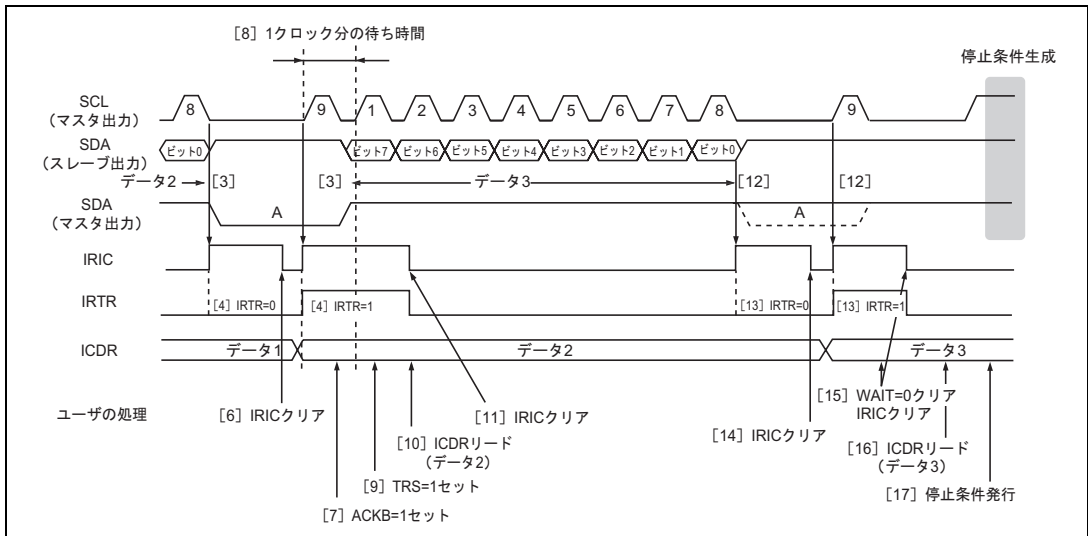 [8] 1クロック分の待ち時間
停止条件生成
SCL
(マスタ出力)
8
9
1
2
3
4
5
6
7
8
9
SDA
(スレーブ出力)
ビット0
ビット7
ビット6
ビット5
ビット4
ビット3
ビット2
ビット1
ビット0
データ2
[3]
[3]
データ3
[12]
[12]
SDA
(マスタ出力)
A
A
IRIC
IRTR
[4] IRTR=0
[4] IRTR=1
[13] IRTR=0
[13] IRTR=1
ICDR
データ1
データ2
データ3
ユーザの処理
[6] IRICクリア
[11] IRICクリア
[14] IRICクリア
[15] WAIT=0クリア
IRICクリア
[10] ICDRリード
(データ2)
[16] ICDRリード
(データ3)
[9] TRS=1セット
[17] 停止条件発行
[7] ACKB=1セット